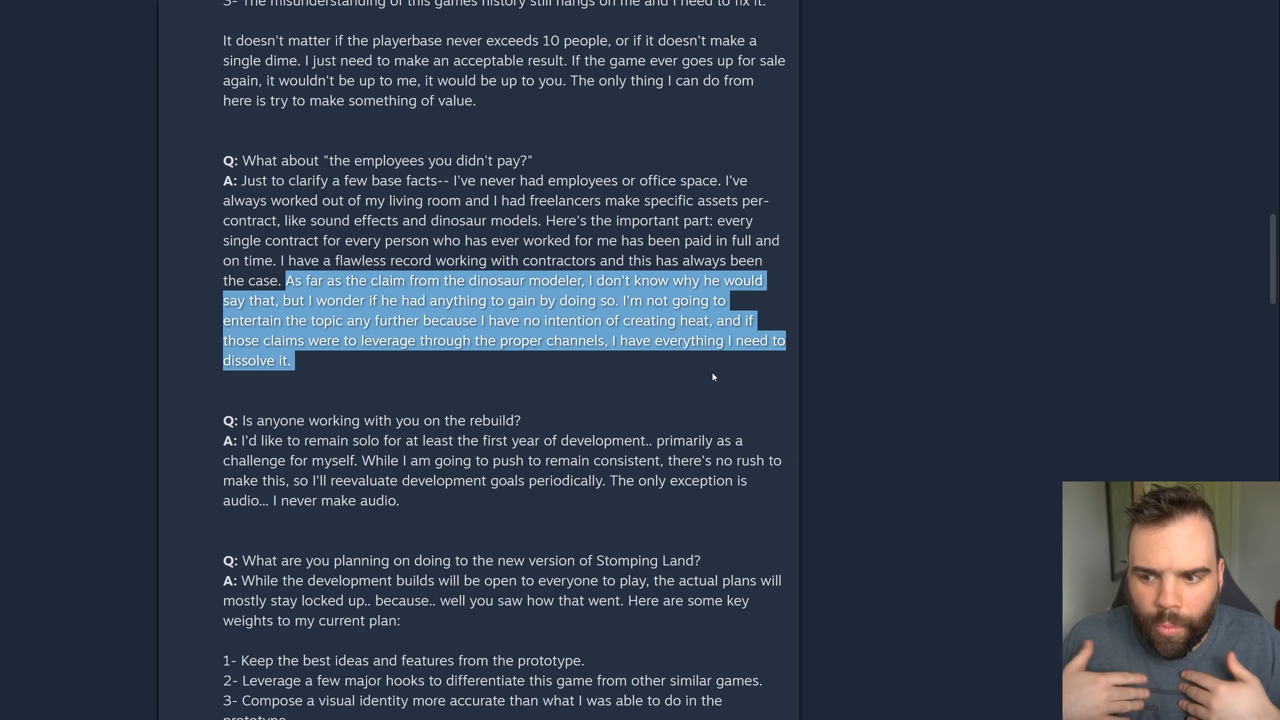 3- The misunderstanding of this games history still hangs on me and I need to fix it.
It doesn't matter if the playerbase never exceeds 10 people, or if it doesn't make a
single dime. I just need to make an acceptable result. If the game ever goes up for sale
again, it wouldn't be up to me, it would be up to you. The only thing I can do from
here is try to make something of value.
Q: What about "the employees you didn't pay?"
A: Just to clarify a few base facts-- I've never had employees or office space. I've
always worked out of my living room and I had freelancers make specific assets per-
contract, like sound effects and dinosaur models. Here's the important part: every
single contract for every person who has ever worked for me has been paid in full and
on time. I have a flawless record working with contractors and this has always been
the case. As far as the claim from the dinosaur modeler, I don't know why he would
say that, but I wonder if he had anything to gain by doing so. I'm not going to
entertain the topic any further because I have no intention of creating heat, and if
those claims were to leverage through the proper channels, I have everything I need to
dissolve it.
Q: Is anyone working with you on the rebuild?
A: I'd like to remain solo for at least the first year of development.. primarily as a
challenge for myself. While I am going to push to remain consistent, there's no rush to
make this, so I'll reevaluate development goals periodically. The only exception is
audio... I never make audio.
Q: What are you planning on doing to the new version of Stomping Land?
A: While the development builds will be open to everyone to play, the actual plans will
mostly stay locked up.. because.. well you saw how that went. Here are some key
weights to my current plan:
1- Keep the best ideas and features from the prototype.
2- Leverage a few major hooks to differentiate this game from other similar games.
3- Compose a visual identity more accurate than what I was able to do in the
prototype.